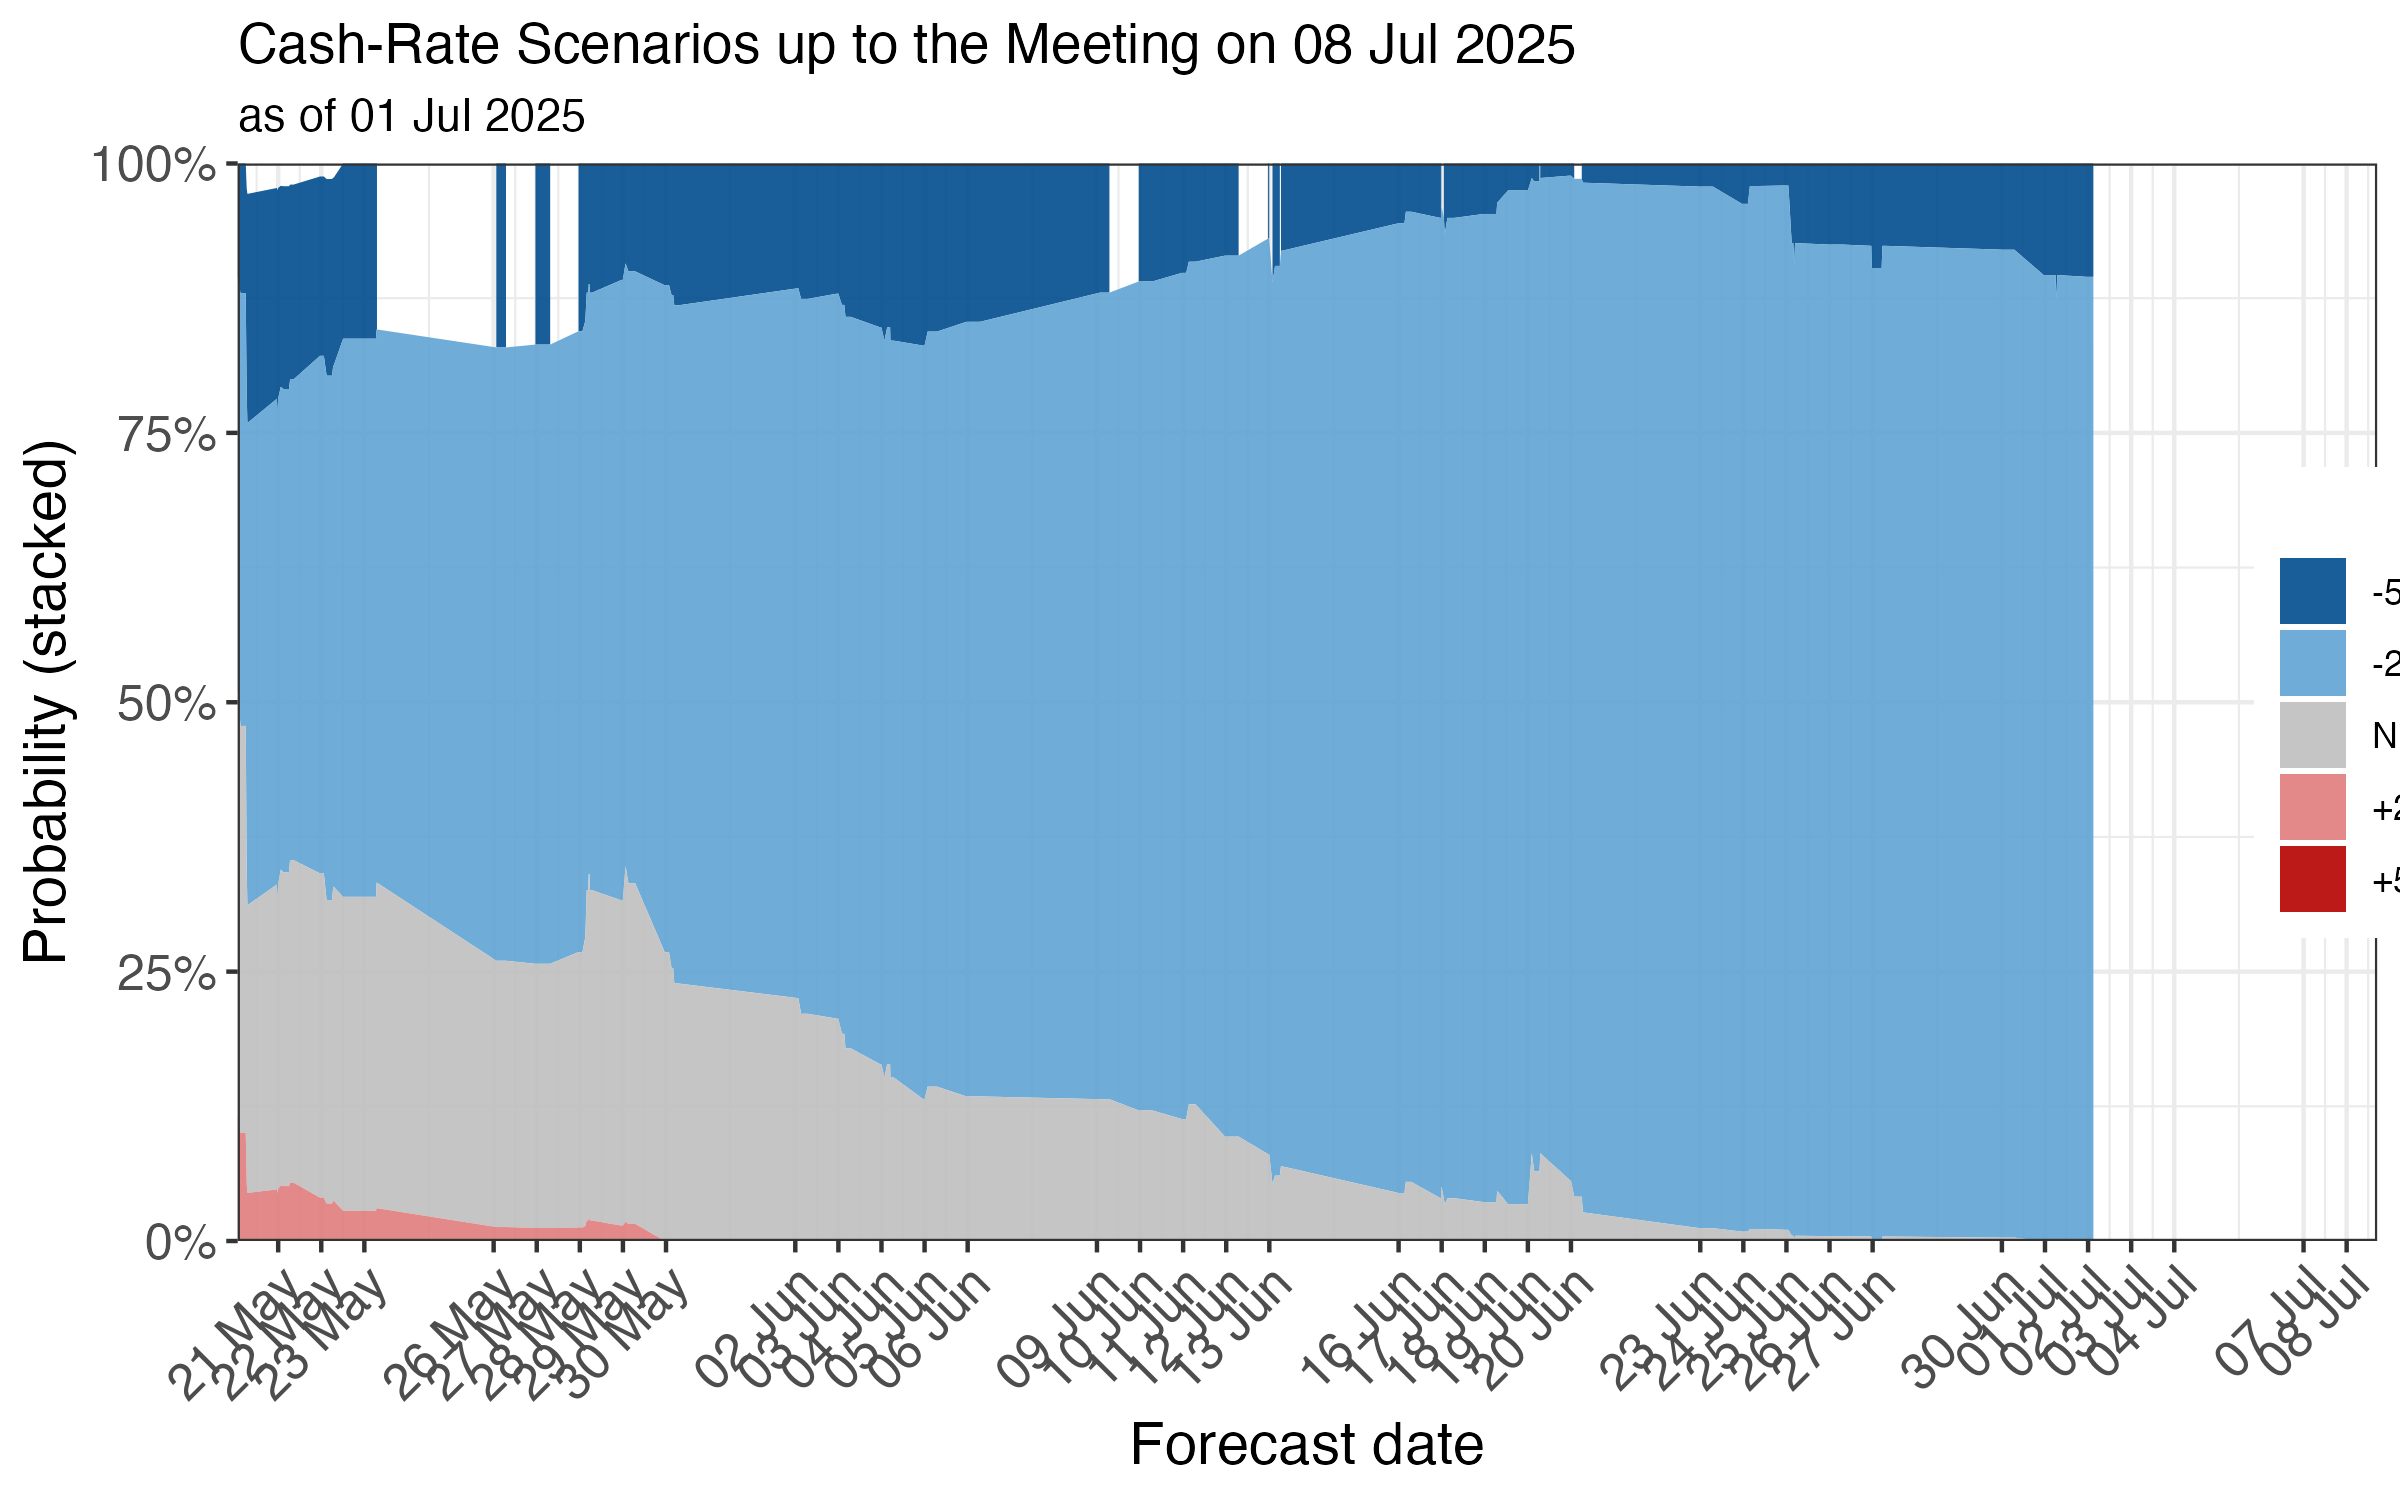 Cash-Rate Scenarios up to the Meeting on 08 Jul 2025
as of 01 Jul 2025
Probability (stacked)
100%
75%
50%
25%
0%
-5
-2
N
+2
+5
21 May
22 May
23 May
26 May
27 May
28 May
29 May
30 May
02 Jun
03 Jun
04 Jun
05 Jun
06 Jun
09 Jun
10 Jun
11 Jun
12 Jun
13 Jun
16 Jun
17 Jun
18 Jun
19 Jun
20 Jun
23 Jun
24 Jun
25 Jun
26 Jun
27 Jun
30 Jun
01 Jul
02 Jul
03 Jul
04 Jul
07 Jul
08 Jul
Forecast date